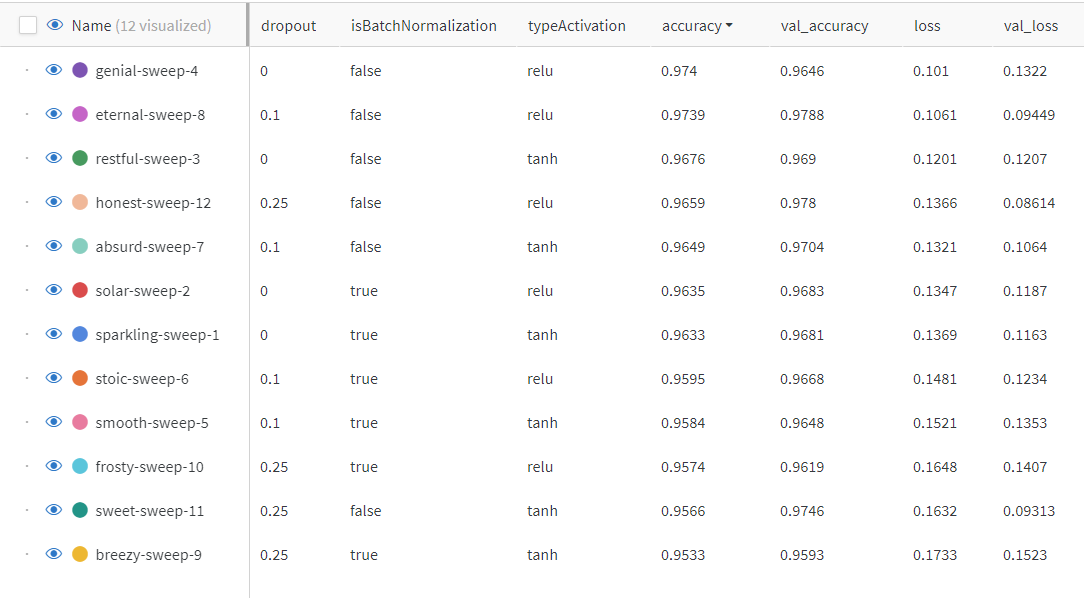 Name (12 visualized) dropout isBatchNormalization typeActivation accuracy val_accuracy loss val_loss
genial-sweep-4 0 false relu 0.974 0.9646 0.101 0.1322
eternal-sweep-8 0.1 false relu 0.9739 0.9788 0.1061 0.09449
restful-sweep-3 0 false tanh 0.9676 0.969 0.1201 0.1207
honest-sweep-12 0.25 false relu 0.9659 0.978 0.1366 0.08614
absurd-sweep-7 0.1 false tanh 0.9649 0.9704 0.1321 0.1064
solar-sweep-2 0 true relu 0.9635 0.9683 0.1347 0.1187
sparkling-sweep-1 0 true tanh 0.9633 0.9681 0.1369 0.1163
stoic-sweep-6 0.1 true relu 0.9595 0.9668 0.1481 0.1234
smooth-sweep-5 0.1 true tanh 0.9584 0.9648 0.1521 0.1353
frosty-sweep-10 0.25 true relu 0.9574 0.9619 0.1648 0.1407
sweet-sweep-11 0.25 false tanh 0.9566 0.9746 0.1632 0.09313
breezy-sweep-9 0.25 true tanh 0.9533 0.9593 0.1733 0.1523